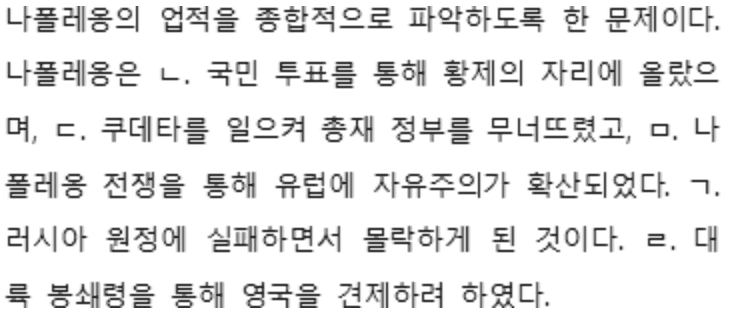 나폴레옹의 업적을 종합적으로 파악하도록 한 문제이다.
나폴레옹은 ㄴ. 국민 투표를 통해 황제의 자리에 올랐으
며, ㄷ. 쿠데타를 일으켜 총재 정부를 무너뜨렸고, ㅁ. 나
폴레옹 전쟁을 통해 유럽에 자유주의가 확산되었다. ㄱ.
러시아 원정에 실패하면서 몰락하게 된 것이다. ㄹ. 대
륙 봉쇄령을 통해 영국을 견제하려 하였다.